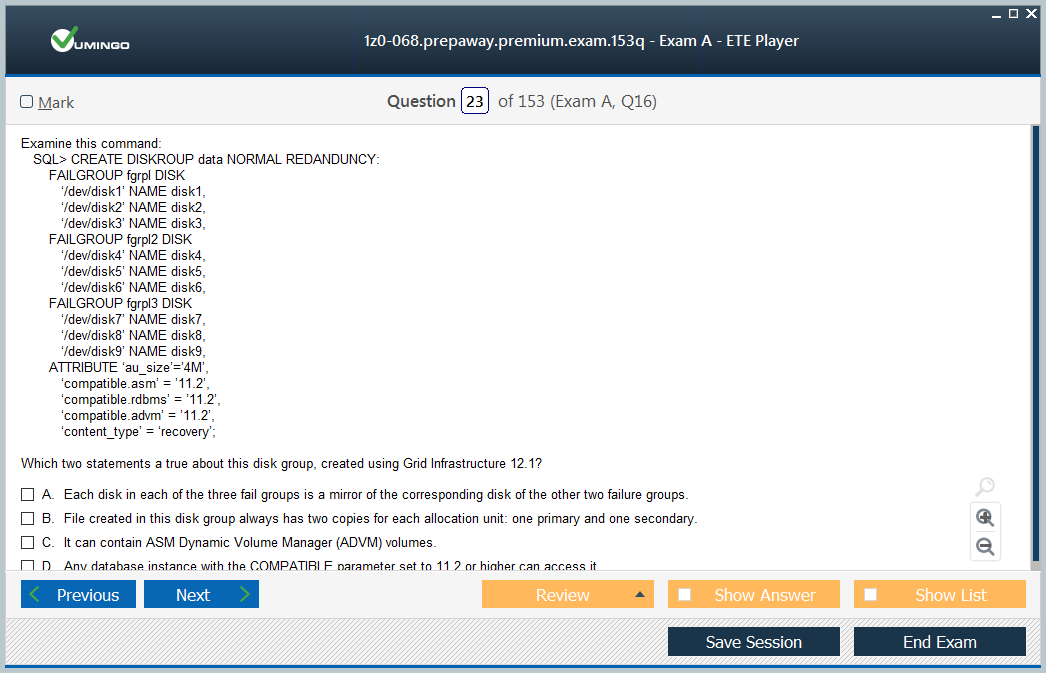 VUMINGO
1z0-068.prepaway.premium.exam.153q - Exam A - ETE Player
Mark
Question 23 of 153 (Exam A, Q16)
Examine this command:
SQL> CREATE DISKROUP data NORMAL REDANDUNCY:
FAILGROUP fgrpl DISK
‘/dev/disk1’ NAME disk1,
‘/dev/disk2’ NAME disk2,
‘/dev/disk3’ NAME disk3,
FAILGROUP fgrpl2 DISK
‘/dev/disk4’ NAME disk4,
‘/dev/disk5’ NAME disk5,
‘/dev/disk6’ NAME disk6,
FAILGROUP fgrpl3 DISK
‘/dev/disk7’ NAME disk7,
‘/dev/disk8’ NAME disk8,
‘/dev/disk9’ NAME disk9,
ATTRIBUTE ‘au_size’=’4M’,
‘compatible.asm’ = ’11.2’,
‘compatible.rdbms’ = ’11.2’,
‘compatible.advm’ = ’11.2’,
‘content_type’ = ‘recovery’;
Which two statements a true about this disk group, created using Grid Infrastructure 12.1?
A. Each disk in each of the three fail groups is a mirror of the corresponding disk of the other two failure groups.
B. File created in this disk group always has two copies for each allocation unit: one primary and one secondary.
C. It can contain ASM Dynamic Volume Manager (ADVM) volumes.
D. Any database instance with the COMPATIBLE parameter set to 11.2 or higher can access it
Previous
Next
Review
Show Answer
Show List
Save Session
End Exam